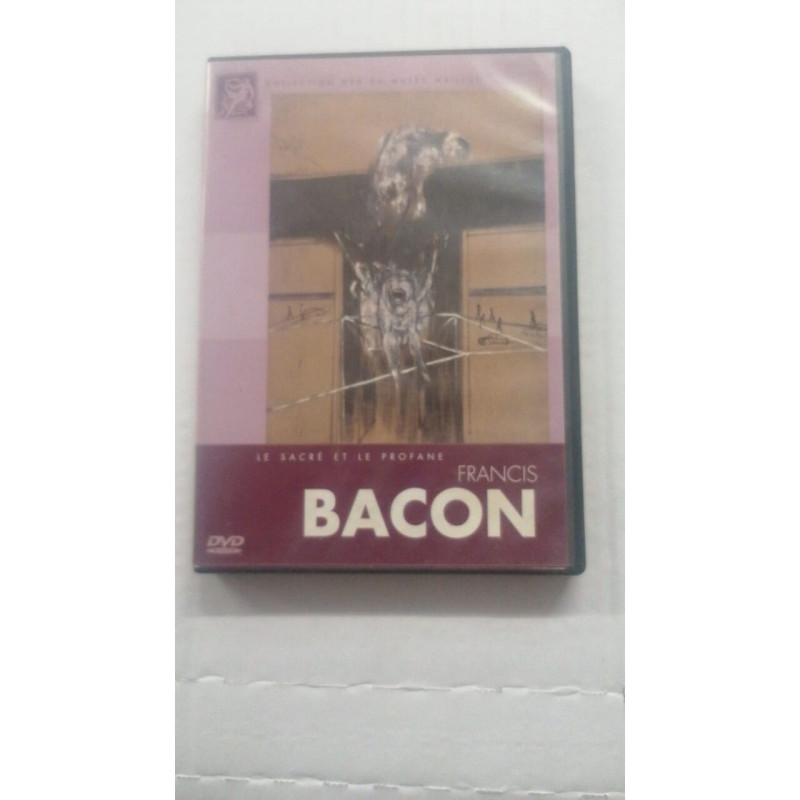 LE SACRÉ ET LE PROFANE
FRANCIS
BACON
DVD